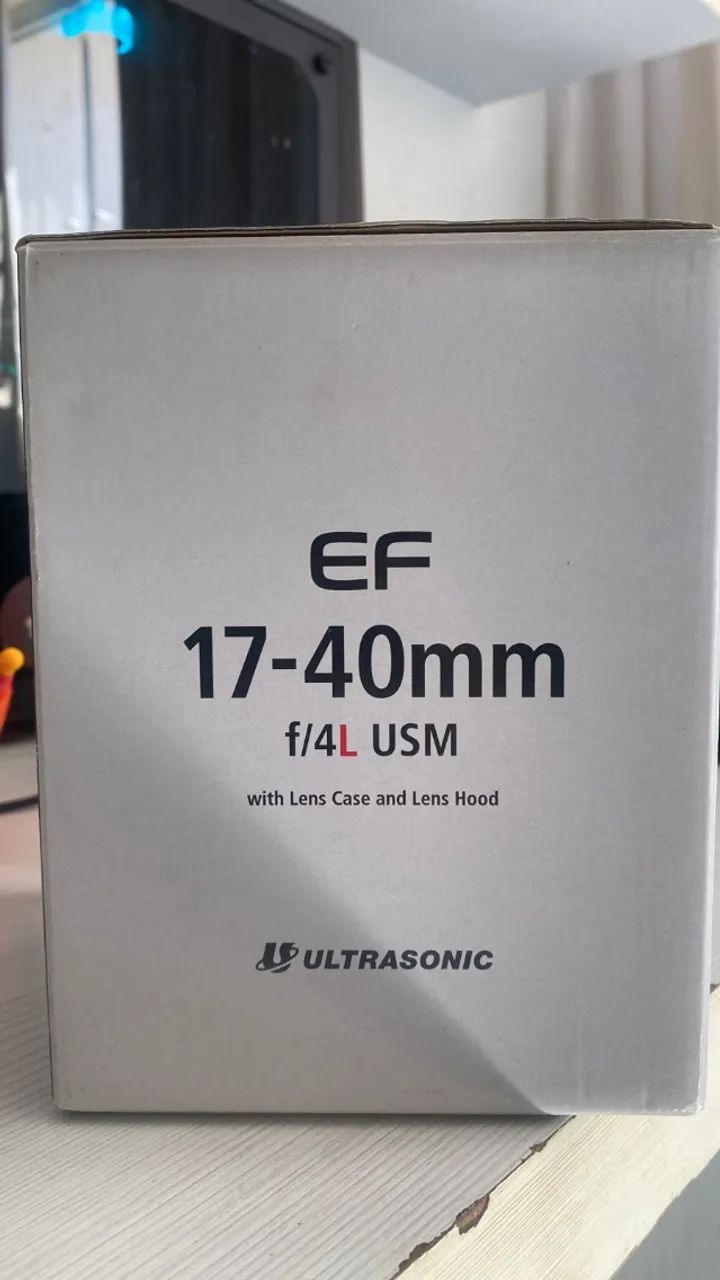 EF
17-40mm
f/4L USM
with Lens Case and Lens Hood
ULTRASONIC